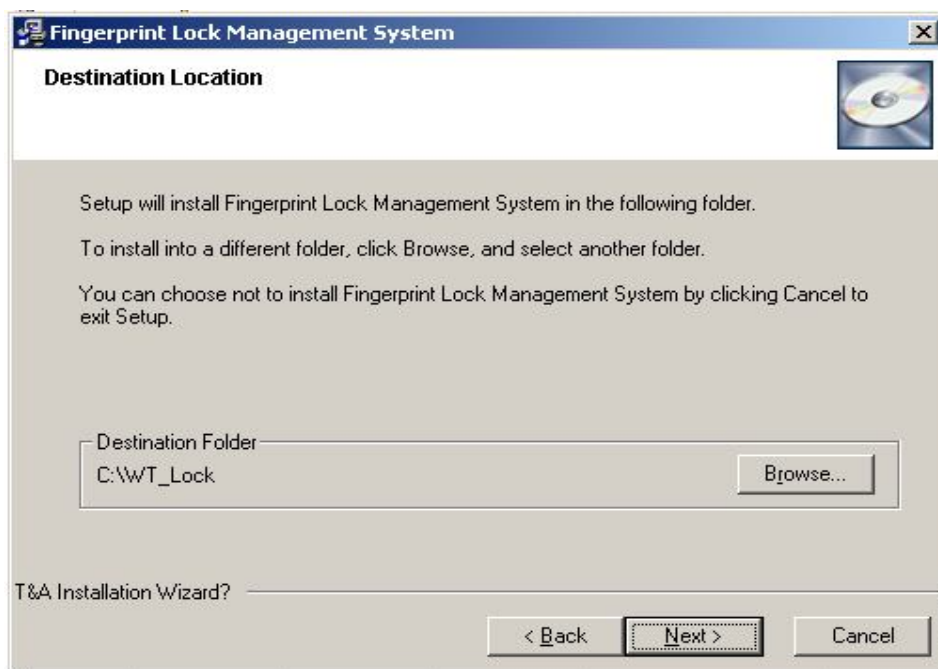 Fingerprint Lock Management System
Destination Location
Setup will install Fingerprint Lock Management System in the following folder.
To install into a different folder, click Browse, and select another folder.
You can choose not to install Fingerprint Lock Management System by clicking Cancel to
exit Setup.
Destination Folder
C:\WT_Lock
Browse...
T&A Installation Wizard?
< Back
Next >
Cancel